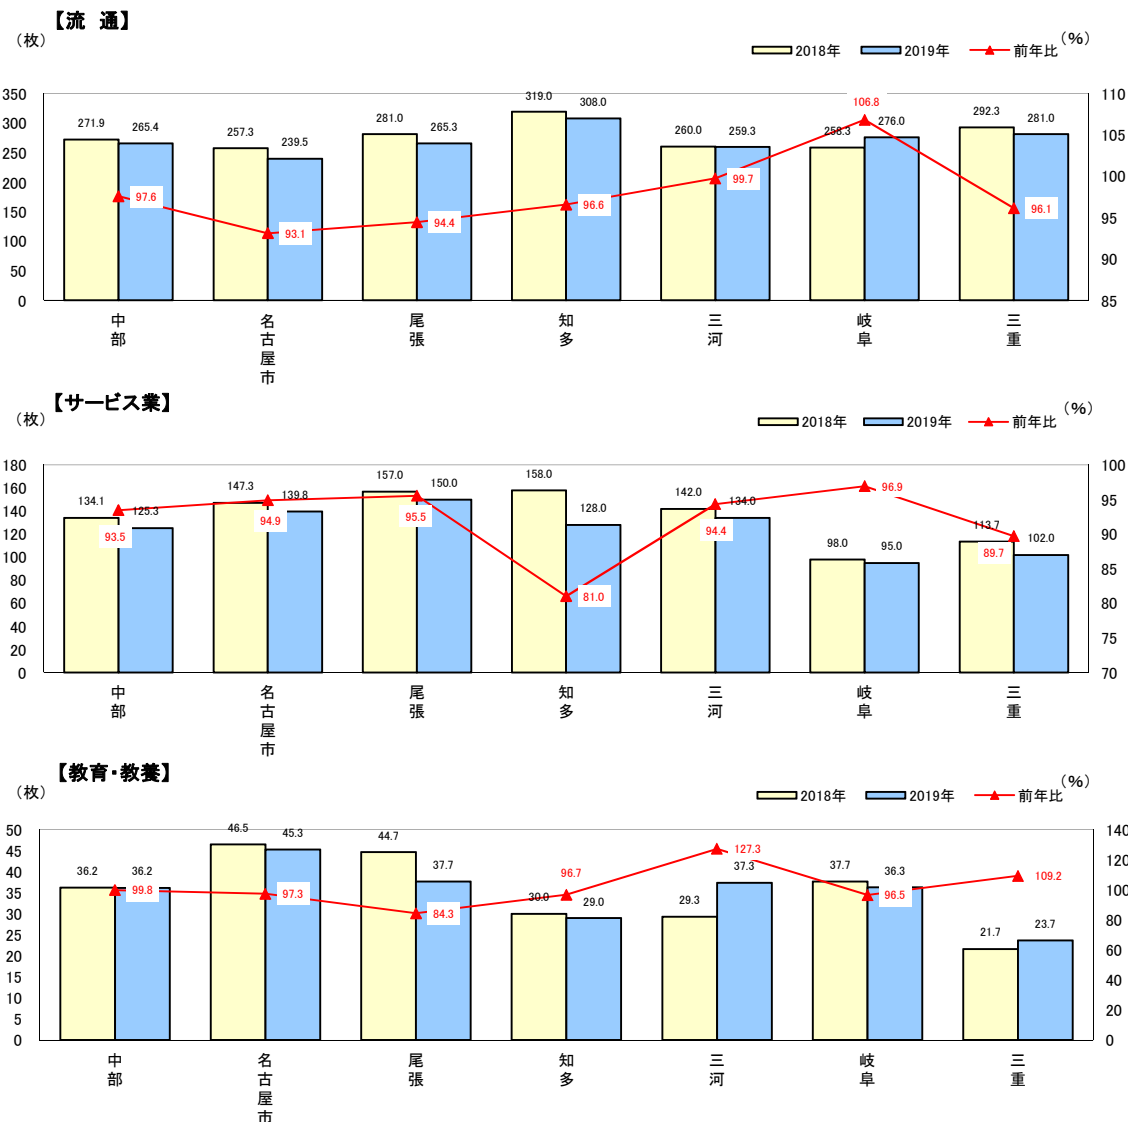 【流　通】
（枚）
（％）
2018年 2019年 前年比
350 300 250 200 150 100 50 0
110 105 100 95 90 85
271.9 265.4 257.3 239.5 281.0 265.3 319.0 308.0 260.0 259.3 258.3 276.0 292.3 281.0
97.6 93.1 94.4 96.6 99.7 106.8 96.1
中部 名古屋市 尾張 知多 三河 岐阜 三重
【サービス業】
（枚）
（％）
2018年 2019年 前年比
180 160 140 120 100 80 60 40 20 0
100 95 90 85 80 75 70
134.1 125.3 147.3 139.8 157.0 150.0 158.0 128.0 142.0 134.0 98.0 95.0 113.7 102.0
93.5 94.9 95.5 81.0 94.4 96.9 89.7
中部 名古屋市 尾張 知多 三河 岐阜 三重
【教育・教養】
（枚）
（％）
2018年 2019年 前年比
50 45 40 35 30 25 20 15 10 5 0
140 120 100 80 60 40 20 0
36.2 36.2 46.5 45.3 44.7 37.7 30.0 29.0 29.3 37.3 37.7 36.3 21.7 23.7
99.8 97.3 84.3 96.7 127.3 96.5 109.2
中部 名古屋市 尾張 知多 三河 岐阜 三重